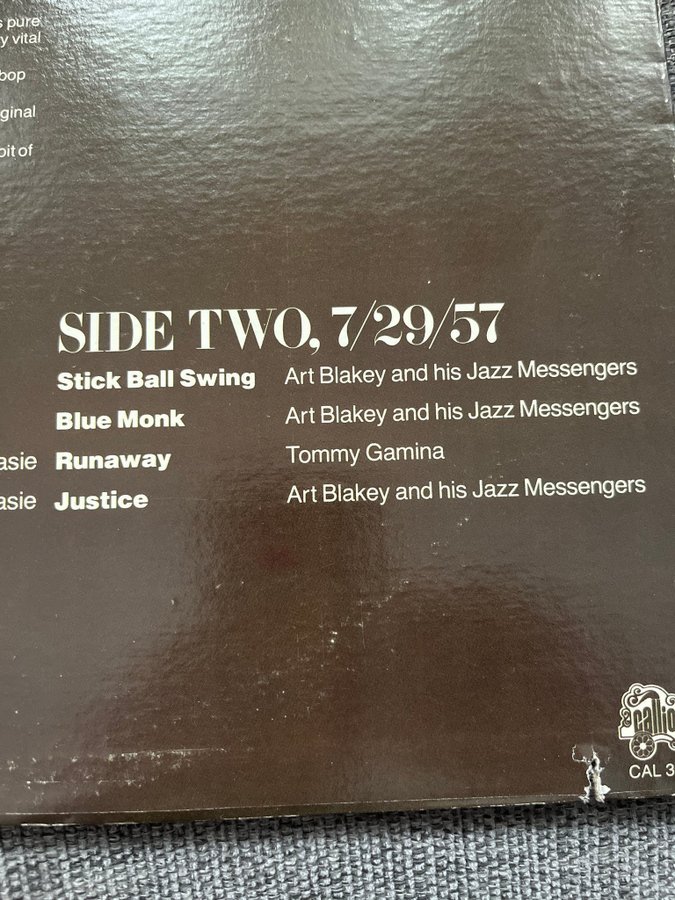 s pure
y vital
bop
ginal
bit of
SIDE TWO, 7/29/57
Stick Ball Swing Art Blakey and his Jazz Messengers
Blue Monk Art Blakey and his Jazz Messengers
asie Runaway Tommy Gamina
asie Justice Art Blakey and his Jazz Messengers
callio
CAL 3